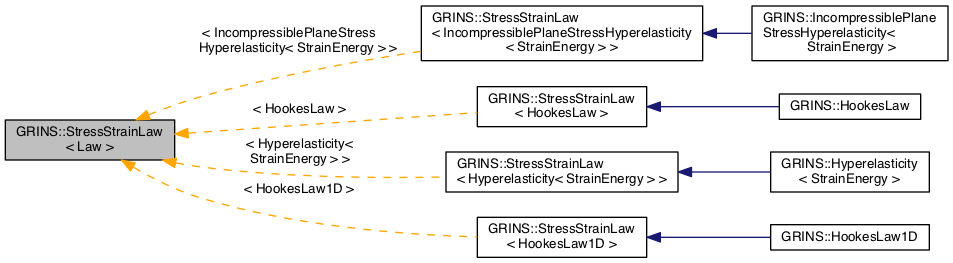 GRINS::StressStrainLaw
< Law >
< IncompressiblePlaneStress
Hyperelasticity< StrainEnergy > >
< HookesLaw >
< Hyperelasticity<
StrainEnergy > >
< HookesLaw1D >
GRINS::StressStrainLaw
< IncompressiblePlaneStressHyperelasticity
< StrainEnergy > >
GRINS::StressStrainLaw
< HookesLaw >
GRINS::StressStrainLaw
< Hyperelasticity< StrainEnergy > >
GRINS::StressStrainLaw
< HookesLaw1D >
GRINS::IncompressiblePlane
StressHyperelasticity<
StrainEnergy >
GRINS::HookesLaw
GRINS::Hyperelasticity
< StrainEnergy >
GRINS::HookesLaw1D